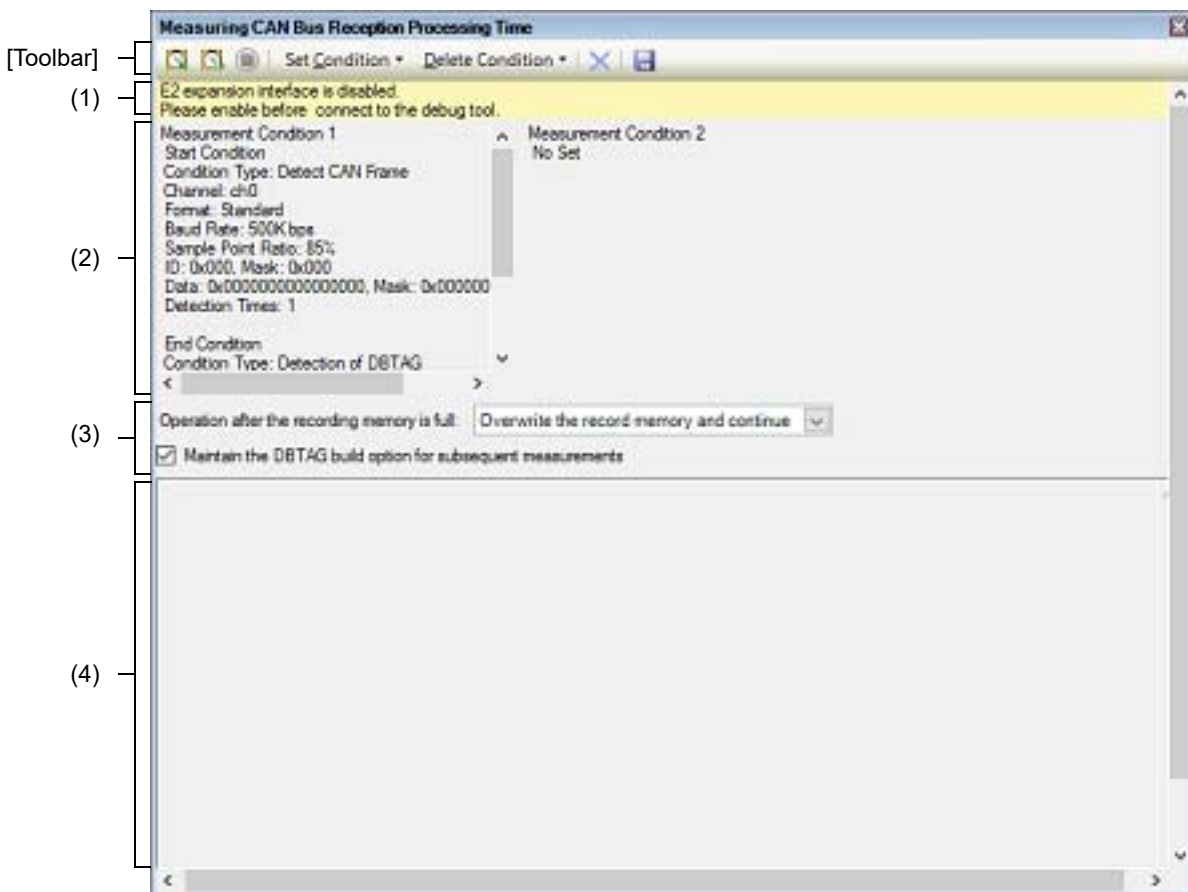 Measuring CAN Bus Reception Processing Time
[Toolbar]
Set Condition Delete Condition
(1)
E2 expansion interface is disabled.
Please enable before connect to the debug tool.
(2)
Measurement Condition 1
Start Condition
Condition Type: Detect CAN Frame
Channel: ch0
Format: Standard
Baud Rate: 500K bps
Sample Point Ratio: 85%
ID: 0x000, Mask: 0x000
Data: 0x0000000000000000, Mask: 0x000000
Detection Times: 1
End Condition
Condition Type: Detection of DBTAG
Measurement Condition 2
No Set
(3)
Operation after the recording memory is full: Overwrite the record memory and continue
Maintain the DBTAG build option for subsequent measurements
(4)